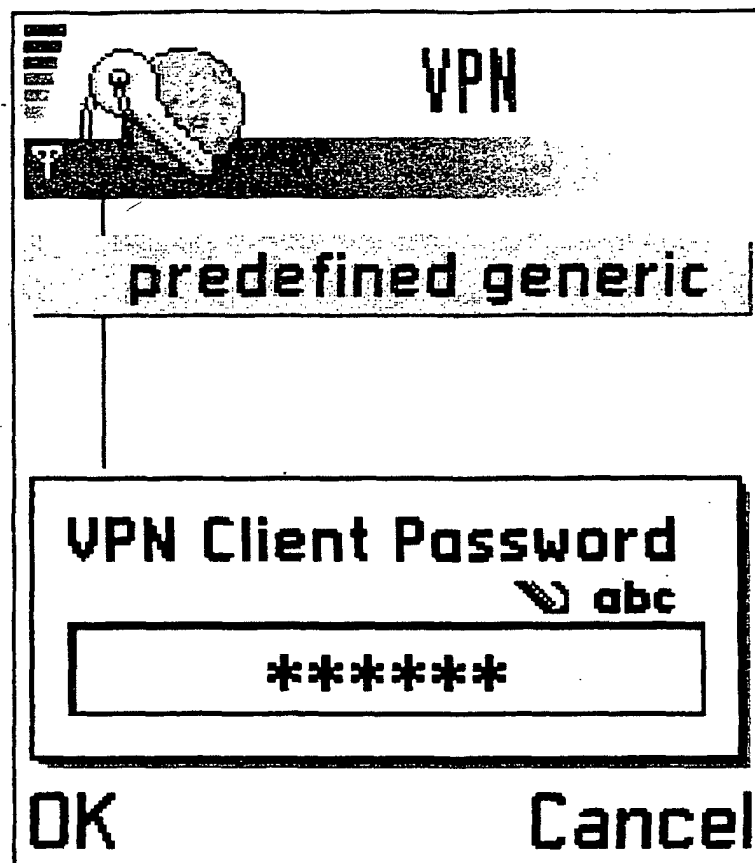 VPN
predefined generic
VPN Client Password
abc
******
OK Cancel